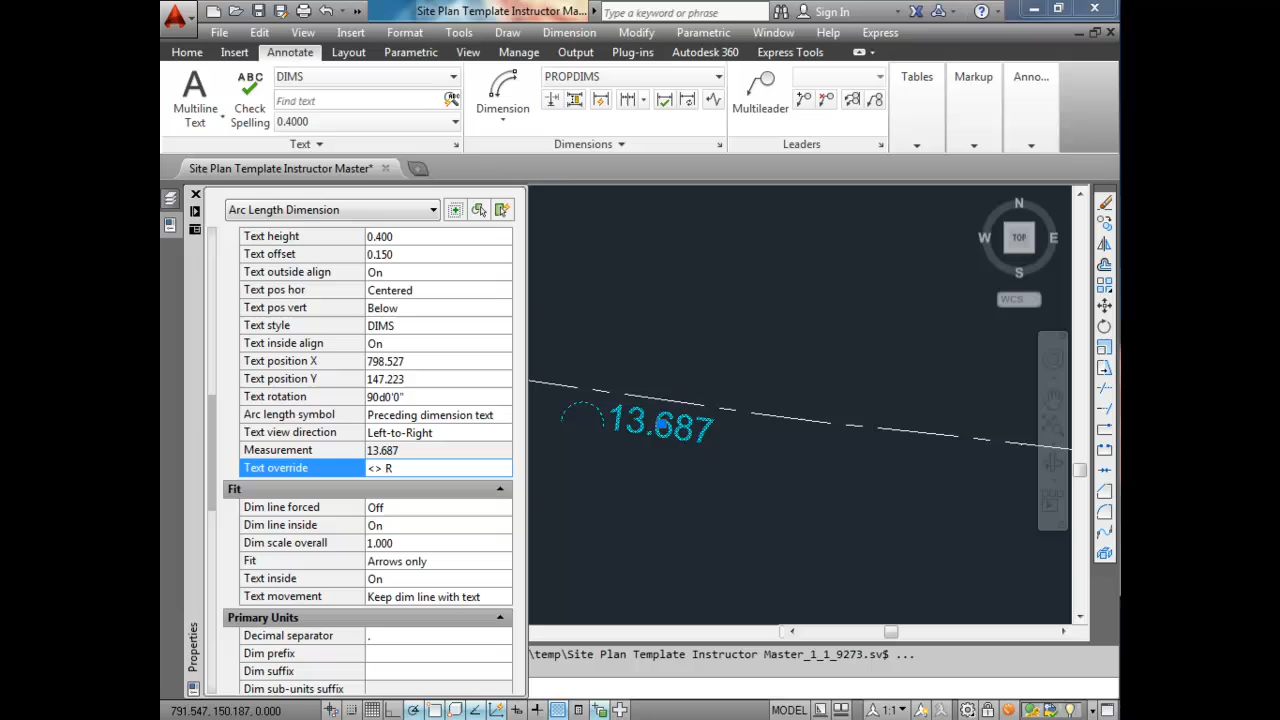 Site Plan Template Instructor Ma...
Type a keyword or phrase
Sign In
File Edit View Insert Format Tools Draw Dimension Modify Parametric Window Help Express
Home Insert Annotate Layout Parametric View Manage Output Plug-ins Autodesk 360 Express Tools
Multiline Text
ABC Check Spelling
DIMS
Find text
0.4000
Dimension
PROPDIMS
Multileader
Tables
Markup
Anno...
Text
Dimensions
Leaders
Site Plan Template Instructor Master*
Arc Length Dimension
Text height 0.400
Text offset 0.150
Text outside align On
Text pos hor Centered
Text pos vert Below
Text style DIMS
Text inside align On
Text position X 798.527
Text position Y 147.223
Text rotation 90d0'0"
Arc length symbol Preceding dimension text
Text view direction Left-to-Right
Measurement 13.687
Text override <> R
Fit
Dim line forced Off
Dim line inside On
Dim scale overall 1.000
Fit Arrows only
Text inside On
Text movement Keep dim line with text
Primary Units
Decimal separator .
Dim prefix
Dim suffix
Dim sub-units suffix
Properties
13.687
N
W TOP E
S
WCS
\temp\Site Plan Template Instructor Master_1_1_9273.sv$ ...
791.547, 150.187, 0.000
MODEL
1:1